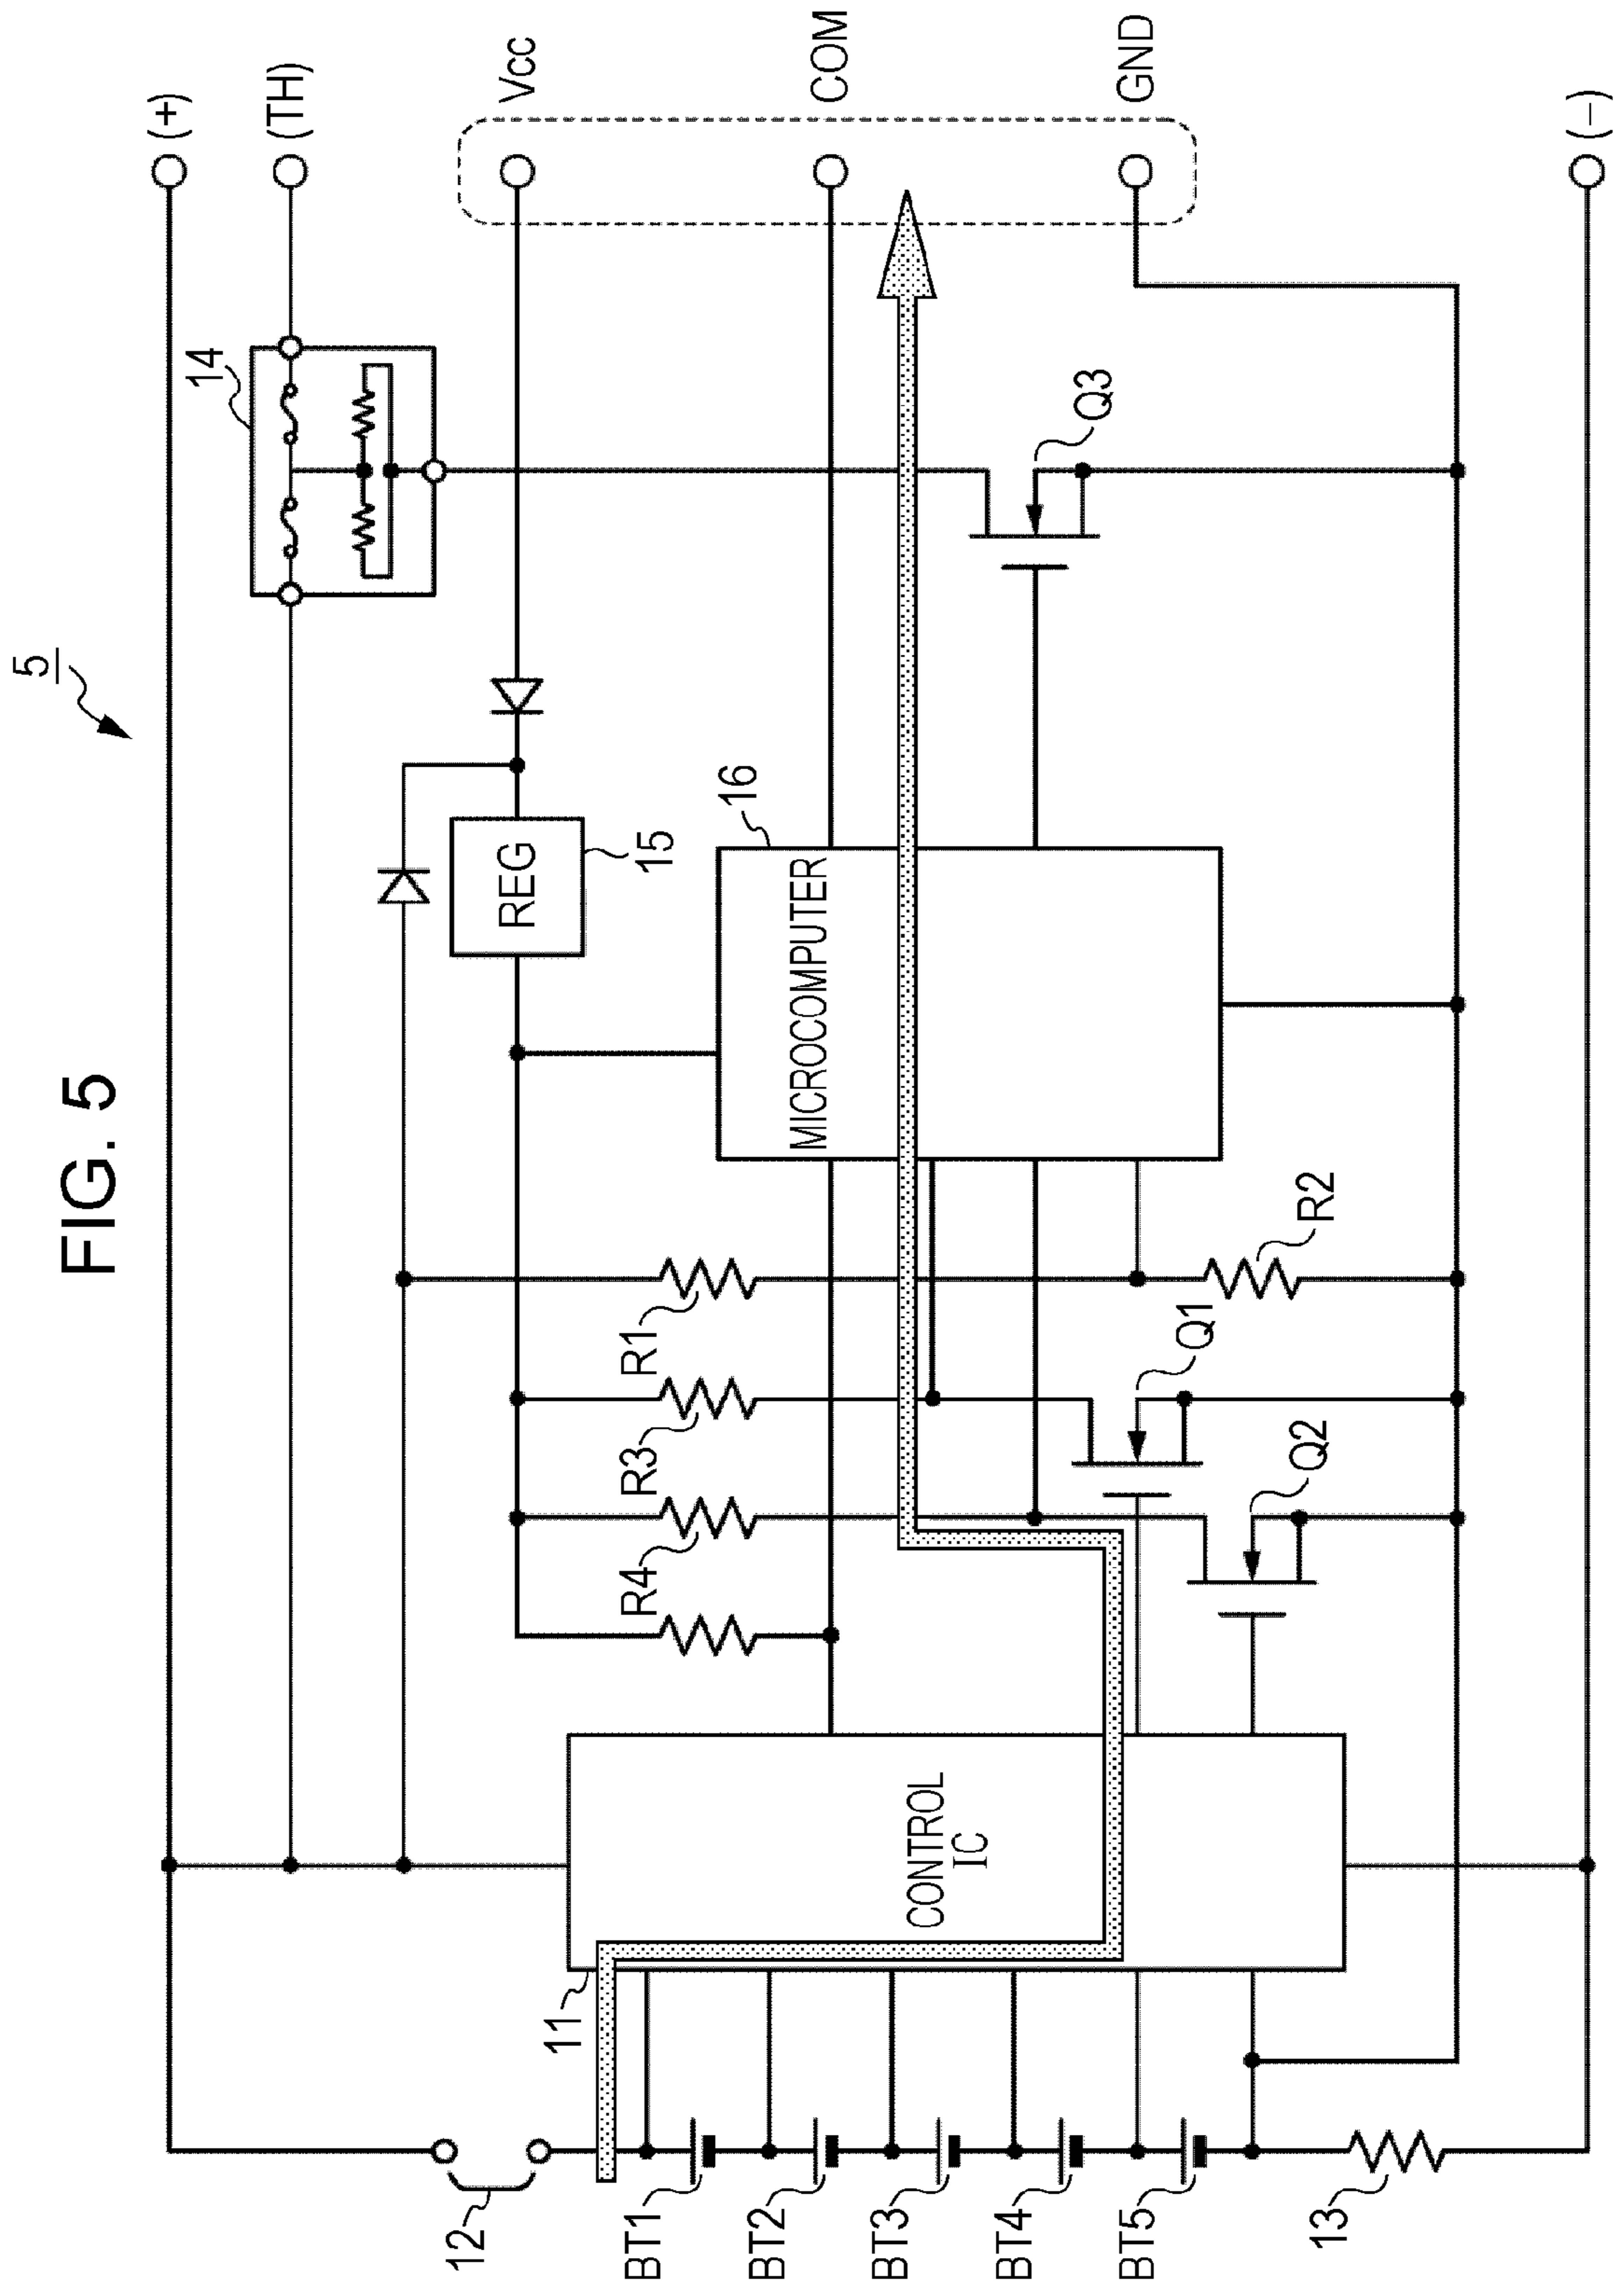 FIG. 5
5
(+)
(TH)
14
Vcc
COM
GND
(−)
REG
15
16
MICROCOMPUTER
Q3
R1
R2
R3
Q1
R4
Q2
CONTROL
IC
11
12
BT1
BT2
BT3
BT4
BT5
13